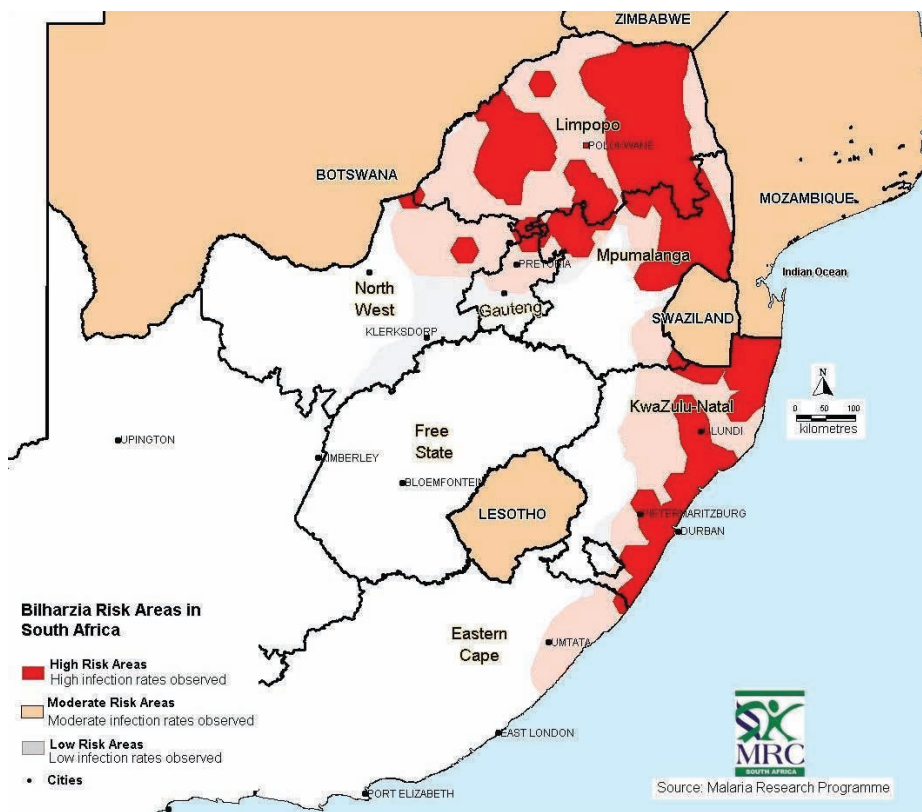 ZIMBABWE
Limpopo
POLOKWANE
BOTSWANA
MOZAMBIQUE
Mpumalanga
PRETORIA
Indian Ocean
North
West
Gauteng
SWAZILAND
KLERKSDORP
N
0 50 100
kilometres
KwaZulu-Natal
ULUNDI
UPINGTON
Free
State
KIMBERLEY
BLOEMFONTEIN
LESOTHO
PIETERMARITZBURG
DURBAN
Bilharzia Risk Areas in
South Africa
Eastern
Cape
UMTATA
High Risk Areas
High infection rates observed
Moderate Risk Areas
Moderate infection rates observed
Low Risk Areas
Low infection rates observed
Cities
EAST LONDON
PORT ELIZABETH
MRC
SOUTH AFRICA
Source: Malaria Research Programme